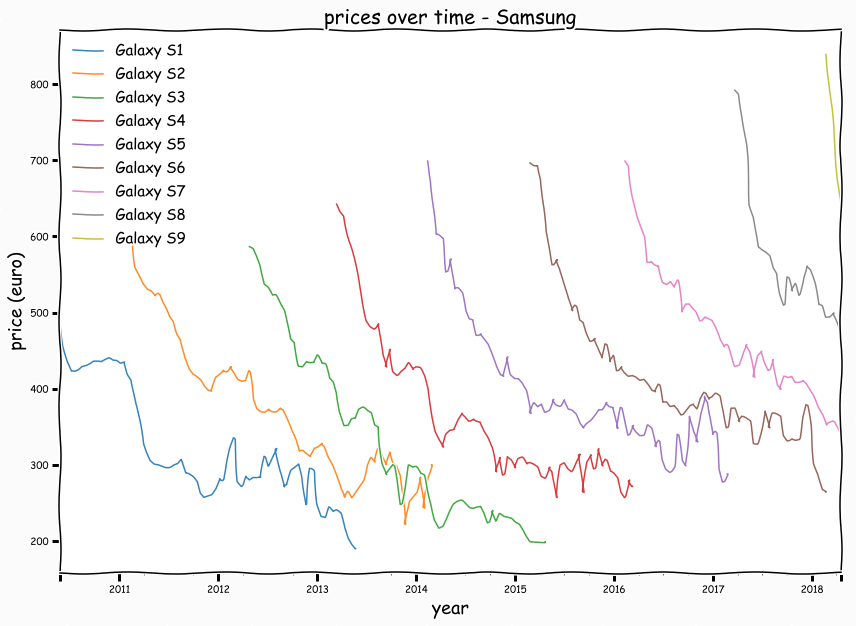 prices over time - Samsung
Galaxy S1
Galaxy S2
Galaxy S3
Galaxy S4
Galaxy S5
Galaxy S6
Galaxy S7
Galaxy S8
Galaxy S9
price (euro)
800
700
600
500
400
300
200
2011 2012 2013 2014 2015 2016 2017 2018
year